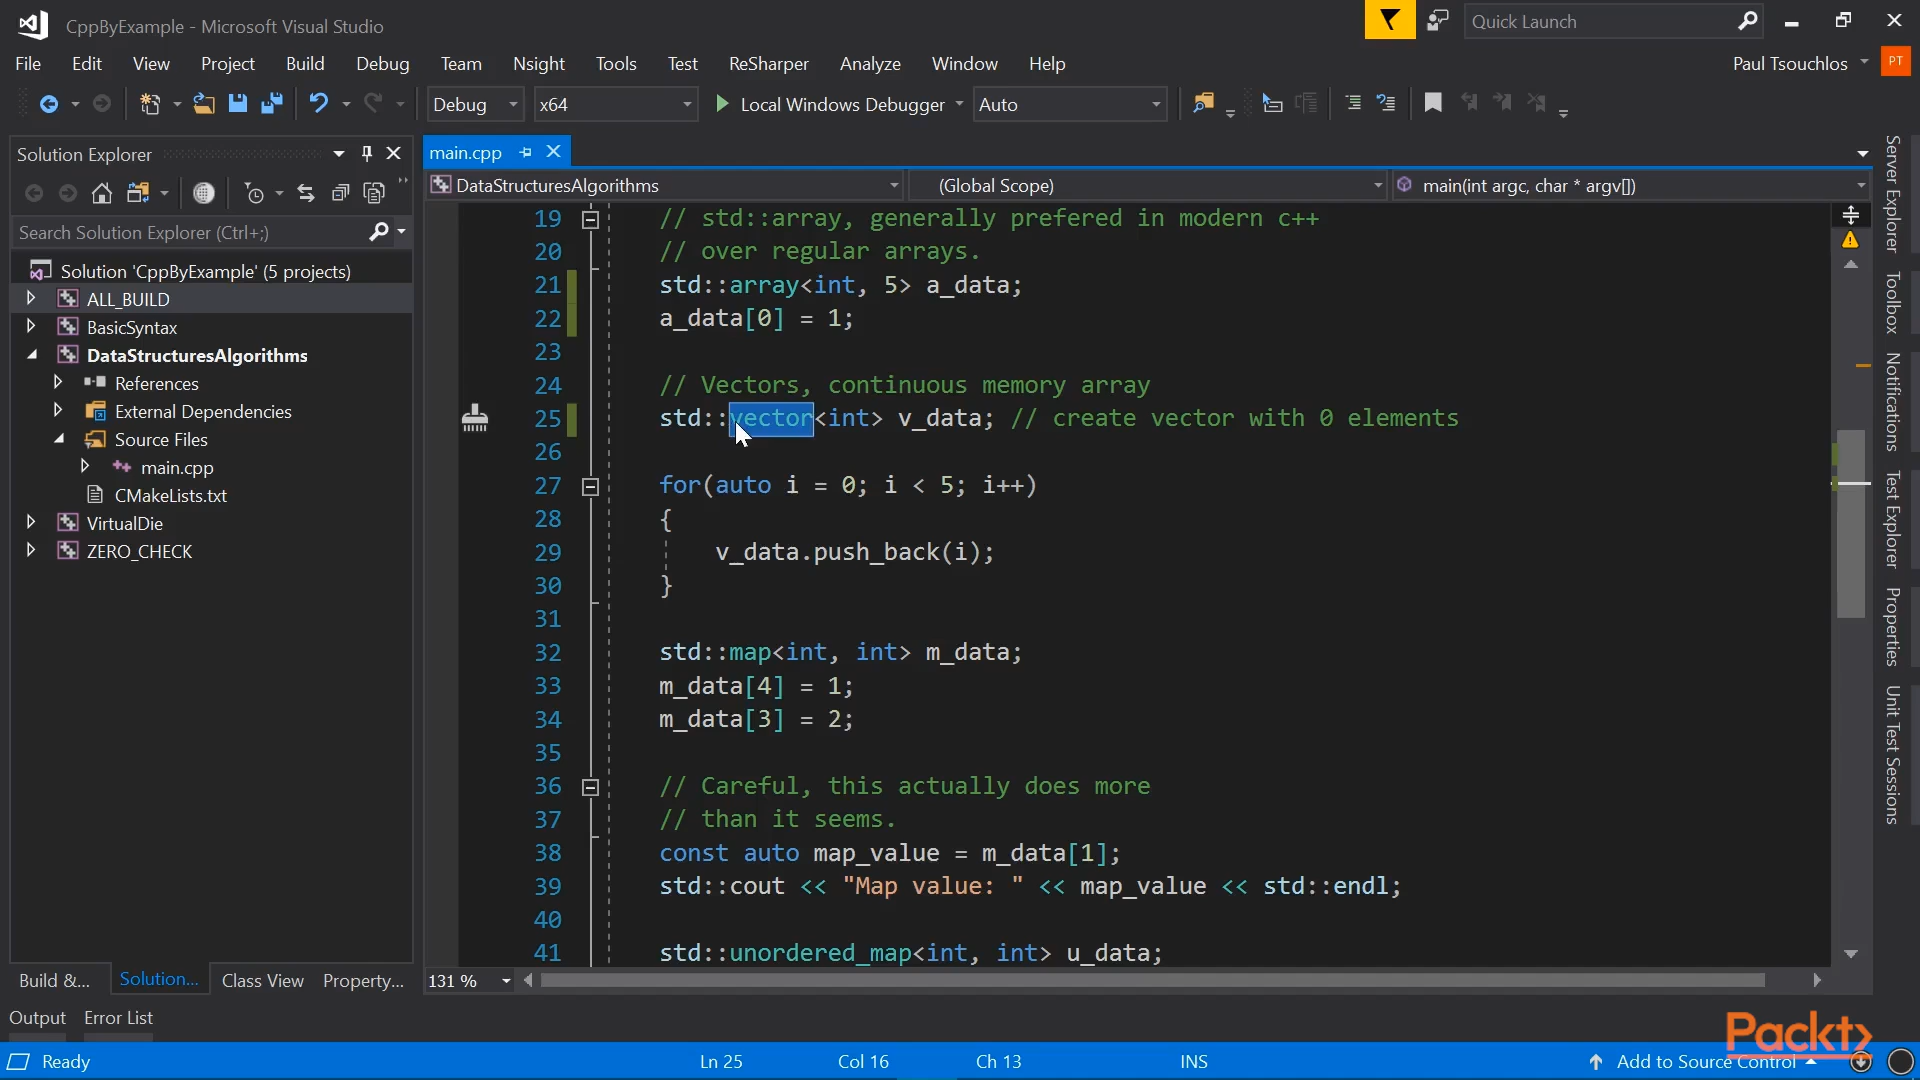 CppByExample - Microsoft Visual Studio
Quick Launch
File Edit View Project Build Debug Team Nsight Tools Test ReSharper Analyze Window Help
Paul Tsouchlos PT
Debug x64 Local Windows Debugger Auto
Solution Explorer
main.cpp
DataStructuresAlgorithms (Global Scope) main(int argc, char * argv[])
Search Solution Explorer (Ctrl+;)
Solution 'CppByExample' (5 projects)
ALL_BUILD
BasicSyntax
DataStructuresAlgorithms
References
External Dependencies
Source Files
main.cpp
CMakeLists.txt
VirtualDie
ZERO_CHECK
19 // std::array, generally prefered in modern c++
20 // over regular arrays.
21 std::array<int, 5> a_data;
22 a_data[0] = 1;
23
24 // Vectors, continuous memory array
25 std::vector<int> v_data; // create vector with 0 elements
26
27 for(auto i = 0; i < 5; i++)
28 {
29 v_data.push_back(i);
30 }
31
32 std::map<int, int> m_data;
33 m_data[4] = 1;
34 m_data[3] = 2;
35
36 // Careful, this actually does more
37 // than it seems.
38 const auto map_value = m_data[1];
39 std::cout << "Map value: " << map_value << std::endl;
40
41 std::unordered_map<int, int> u_data;
Server Explorer
Toolbox
Notifications
Test Explorer
Properties
Unit Test Sessions
Build &... Solution... Class View Property...
131 %
Output Error List
Packt>
Ready Ln 25 Col 16 Ch 13 INS Add to Source Control